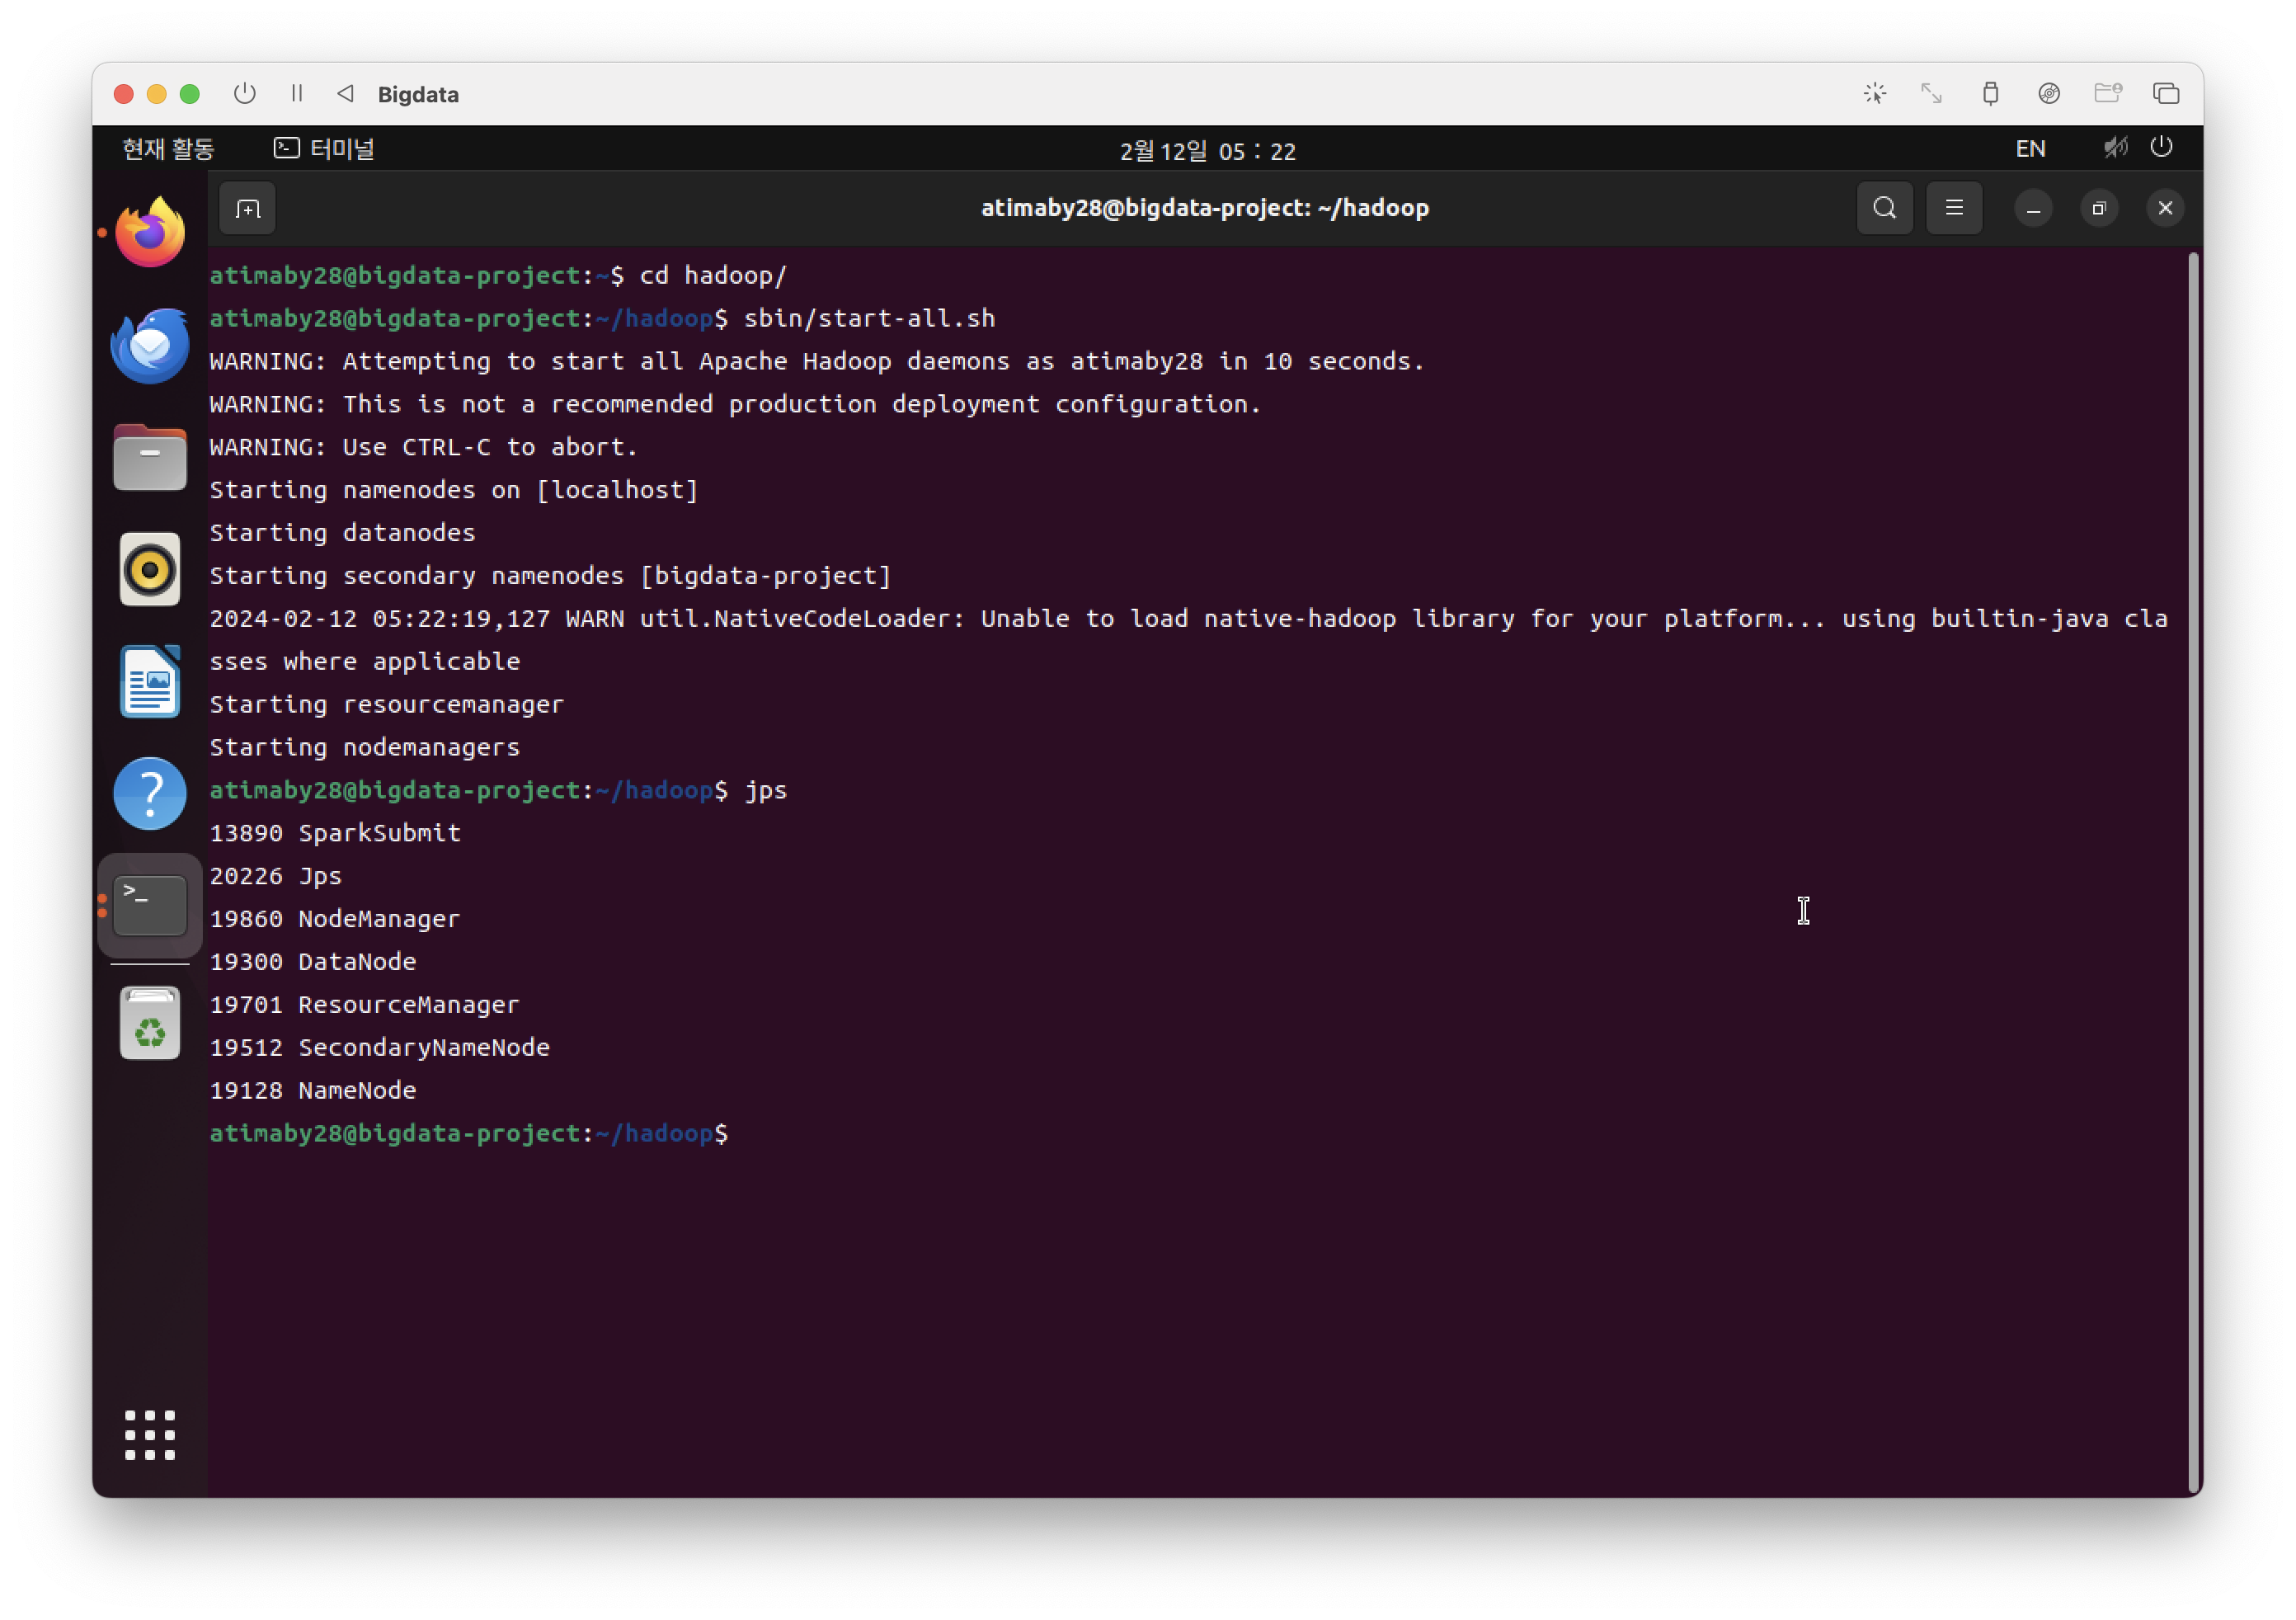 Bigdata
현재 활동
터미널
2월 12일 05 : 22
EN
atimaby28@bigdata-project: ~/hadoop
atimaby28@bigdata-project:~$ cd hadoop/
atimaby28@bigdata-project:~/hadoop$ sbin/start-all.sh
WARNING: Attempting to start all Apache Hadoop daemons as atimaby28 in 10 seconds.
WARNING: This is not a recommended production deployment configuration.
WARNING: Use CTRL-C to abort.
Starting namenodes on [localhost]
Starting datanodes
Starting secondary namenodes [bigdata-project]
2024-02-12 05:22:19,127 WARN util.NativeCodeLoader: Unable to load native-hadoop library for your platform... using builtin-java cla
sses where applicable
Starting resourcemanager
Starting nodemanagers
atimaby28@bigdata-project:~/hadoop$ jps
13890 SparkSubmit
20226 Jps
19860 NodeManager
19300 DataNode
19701 ResourceManager
19512 SecondaryNameNode
19128 NameNode
atimaby28@bigdata-project:~/hadoop$